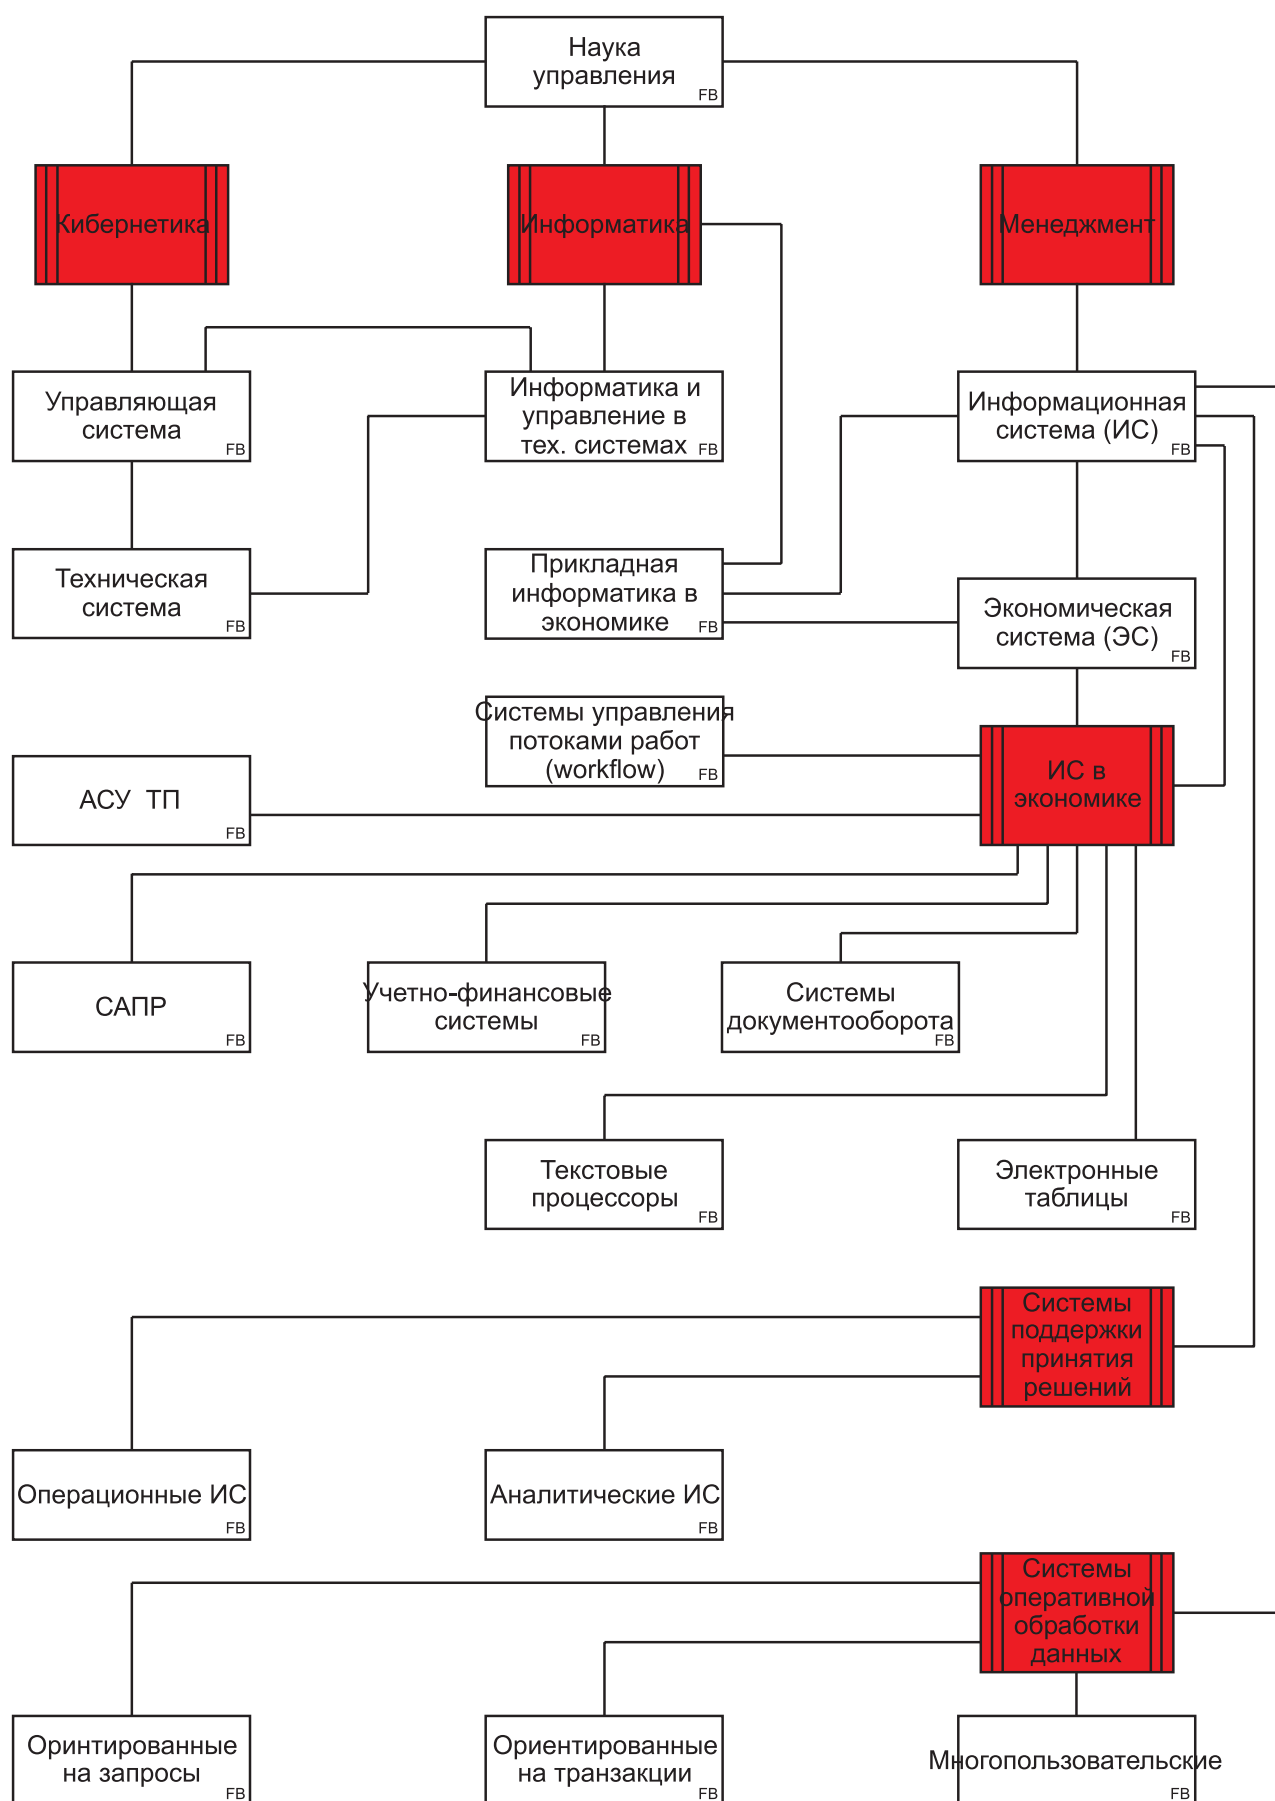 Наука
управления
FB
Кибернетика
Информатика
Менеджмент
Управляющая
система
FB
Информатика и
управление в
тех. системах
FB
Информационная
система (ИС)
FB
Техническая
система
FB
Прикладная
информатика в
экономике
FB
Экономическая
система (ЭС)
FB
Системы управления
потоками работ
(workflow)
FB
ИС в
экономике
АСУ ТП
FB
САПР
FB
Учетно-финансовые
системы
FB
Системы
документооборота
FB
Текстовые
процессоры
FB
Электронные
таблицы
FB
Системы
поддержки
принятия
решений
Операционные ИС
FB
Аналитические ИС
FB
Системы
оперативной
обработки
данных
Оринтированные
на запросы
FB
Ориентированные
на транзакции
FB
Многопользовательские
FB